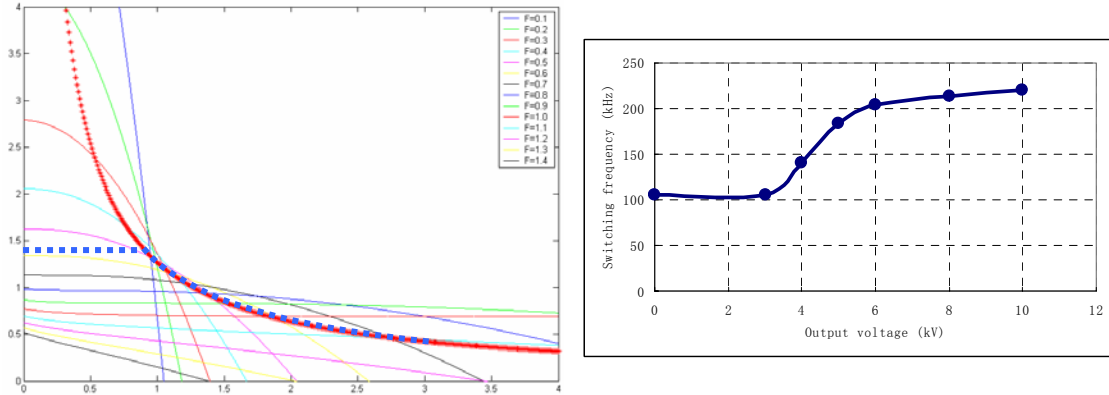 4
3.5
3
2.5
2
1.5
1
0.5
0
0
0.5
1
1.5
2
2.5
3
3.5
4
F=0.1
F=0.2
F=0.3
F=0.4
F=0.5
F=0.6
F=0.7
F=0.8
F=0.9
F=1.0
F=1.1
F=1.2
F=1.3
F=1.4
Switching frequency (kHz)
250
200
150
100
50
0
0
2
4
6
8
10
12
Output voltage (kV)